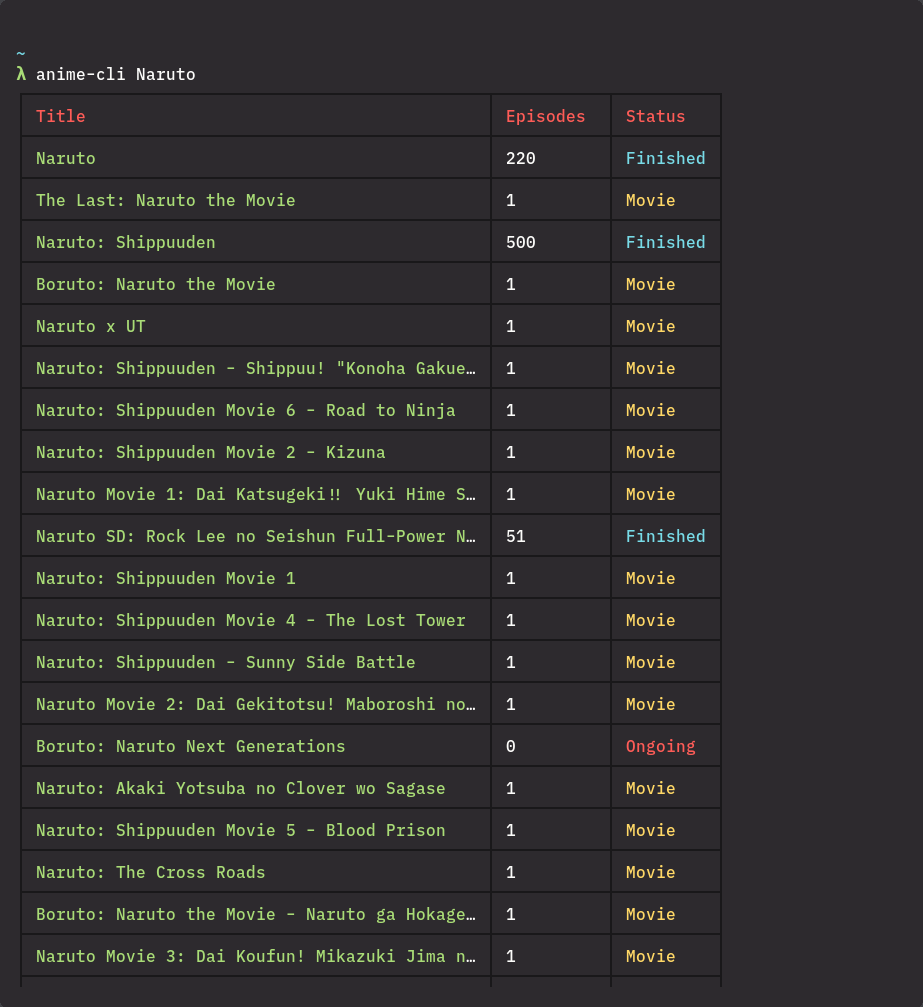 ~
λ anime-cli Naruto
Title Episodes Status
Naruto 220 Finished
The Last: Naruto the Movie 1 Movie
Naruto: Shippuuden 500 Finished
Boruto: Naruto the Movie 1 Movie
Naruto x UT 1 Movie
Naruto: Shippuuden - Shippuu! "Konoha Gakue… 1 Movie
Naruto: Shippuuden Movie 6 - Road to Ninja 1 Movie
Naruto: Shippuuden Movie 2 - Kizuna 1 Movie
Naruto Movie 1: Dai Katsugeki!! Yuki Hime S… 1 Movie
Naruto SD: Rock Lee no Seishun Full-Power N… 51 Finished
Naruto: Shippuuden Movie 1 1 Movie
Naruto: Shippuuden Movie 4 - The Lost Tower 1 Movie
Naruto: Shippuuden - Sunny Side Battle 1 Movie
Naruto Movie 2: Dai Gekitotsu! Maboroshi no… 1 Movie
Boruto: Naruto Next Generations 0 Ongoing
Naruto: Akaki Yotsuba no Clover wo Sagase 1 Movie
Naruto: Shippuuden Movie 5 - Blood Prison 1 Movie
Naruto: The Cross Roads 1 Movie
Boruto: Naruto the Movie - Naruto ga Hokage… 1 Movie
Naruto Movie 3: Dai Koufun! Mikazuki Jima n… 1 Movie